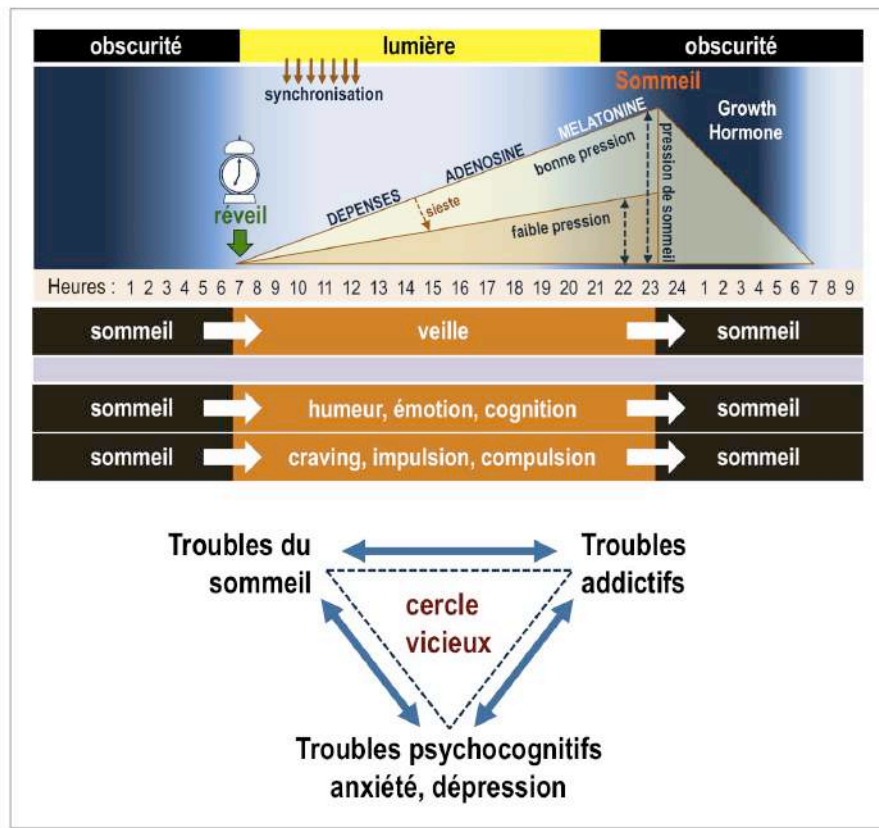 obscurité lumière obscurité
synchronisation
Sommeil
Growth
Hormone
MELATONINE
ADENOSINE
DEPENSES
bonne pression
pression de sommeil
sieste
faible pression
réveil
Heures : 1 2 3 4 5 6 7 8 9 10 11 12 13 14 15 16 17 18 19 20 21 22 23 24 1 2 3 4 5 6 7 8 9
sommeil veille sommeil
sommeil humeur, émotion, cognition sommeil
sommeil craving, impulsion, compulsion sommeil
Troubles du
sommeil
Troubles
addictifs
cercle
vicieux
Troubles psychocognitifs
anxiété, dépression